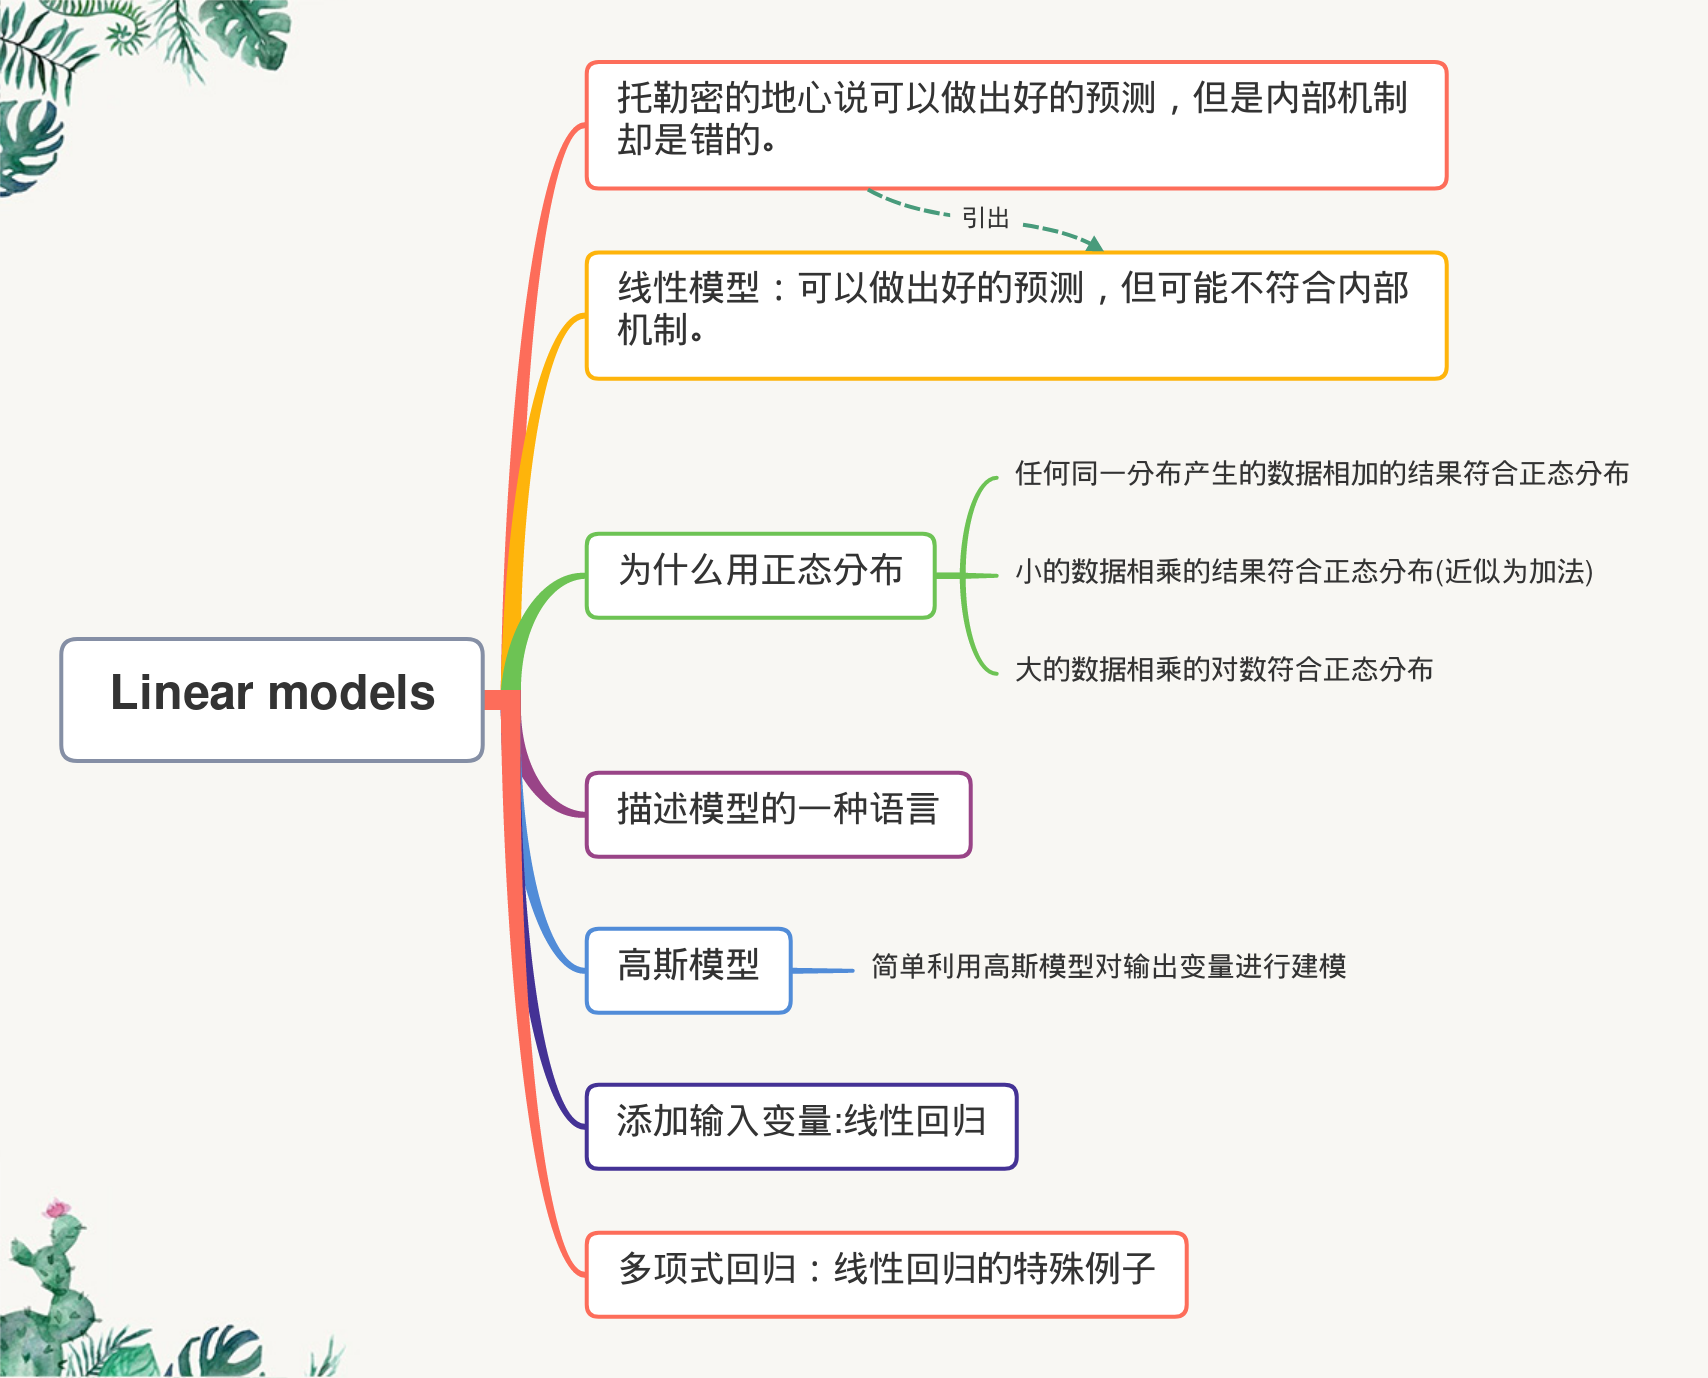 托勒密的地心说可以做出好的预测，但是内部机制
却是错的。
引出
线性模型：可以做出好的预测，但可能不符合内部
机制。
任何同一分布产生的数据相加的结果符合正态分布
为什么用正态分布
小的数据相乘的结果符合正态分布(近似为加法)
大的数据相乘的对数符合正态分布
Linear models
描述模型的一种语言
高斯模型
简单利用高斯模型对输出变量进行建模
添加输入变量:线性回归
多项式回归：线性回归的特殊例子